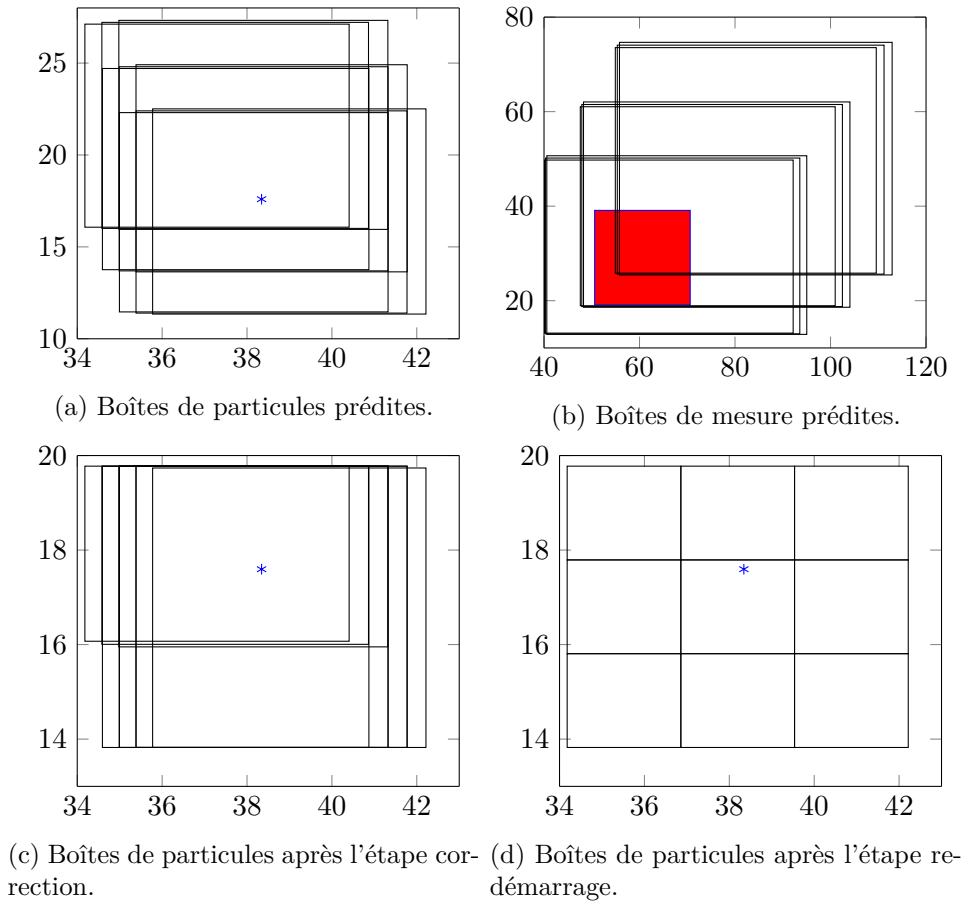 25
20
15
10
34 36 38 40 42
(a) Boîtes de particules prédites.
80
60
40
20
40 60 80 100 120
(b) Boîtes de mesure prédites.
20
18
16
14
34 36 38 40 42
(c) Boîtes de particules après l'étape cor-
rection.
20
18
16
14
34 36 38 40 42
(d) Boîtes de particules après l'étape re-
démarrage.